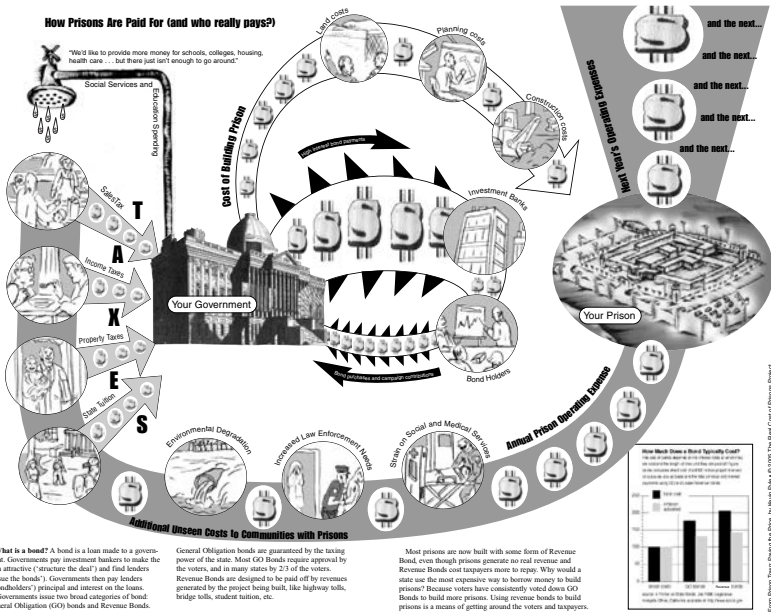 How Prisons Are Paid For (and who really pays?)
"We'd like to provide more money for schools, colleges, housing,
health care . . . but there just isn't enough to go around."
Social Services and
Education Spending
Land costs
Planning costs
Construction costs
Cost of Building Prison
High interest bond payments
Investment Banks
Bond Holders
Bond purchases and campaign contributions
Sales Tax
Income Taxes
Property Taxes
State Tuition
T
A
X
E
S
Your Government
Next Year's Operating Expenses
and the next...
and the next...
and the next...
and the next...
and the next...
Your Prison
Annual Prison Operating Expense
Environmental Degradation
Increased Law Enforcement Needs
Strain on Social and Medical Services
Additional Unseen Costs to Communities with Prisons
How Much Does a Bond Typically Cost?
hat is a bond? A bond is a loan made to a govern-
nt. Governments pay investment bankers to make the
n attractive ('structure the deal') and find lenders
sue the bonds'). Governments then pay lenders
ondholders') principal and interest on the loans.
overnments issue two broad categories of bond:
eral Obligation (GO) bonds and Revenue Bonds.
General Obligation bonds are guaranteed by the taxing
power of the state. Most GO Bonds require approval by
the voters, and in many states by 2/3 of the voters.
Revenue Bonds are designed to be paid off by revenues
generated by the project being built, like highway tolls,
bridge tolls, student tuition, etc.
Most prisons are now built with some form of Revenue
Bond, even though prisons generate no real revenue and
Revenue Bonds cost taxpayers more to repay. Why would a
state use the most expensive way to borrow money to build
prisons? Because voters have consistently voted down GO
Bonds to build more prisons. Using revenue bonds to build
prisons is a means of getting around the voters and taxpayers.